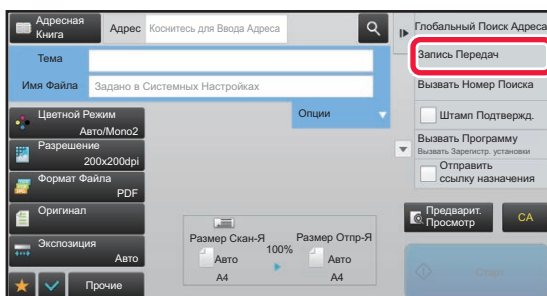 Адресная
Книга
Адрес
Коснитесь для Ввода Адреса
Тема
Имя Файла
Задано в Системных Настройках
Опции
Цветной Режим
Авто/Mono2
Разрешение
200x200dpi
Формат Файла
PDF
Оригинал
Экспозиция
Авто
Прочие
Размер Скан-Я
Авто
A4
100%
Размер Отпр-Я
Авто
A4
Глобальный Поиск Адреса
Запись Передач
Вызвать Номер Поиска
Штамп Подтвержд.
Вызвать Программу
Вызвать Зарегистр. установки
Отправить
ссылку назначения
Предварит.
Просмотр
CA
Старт